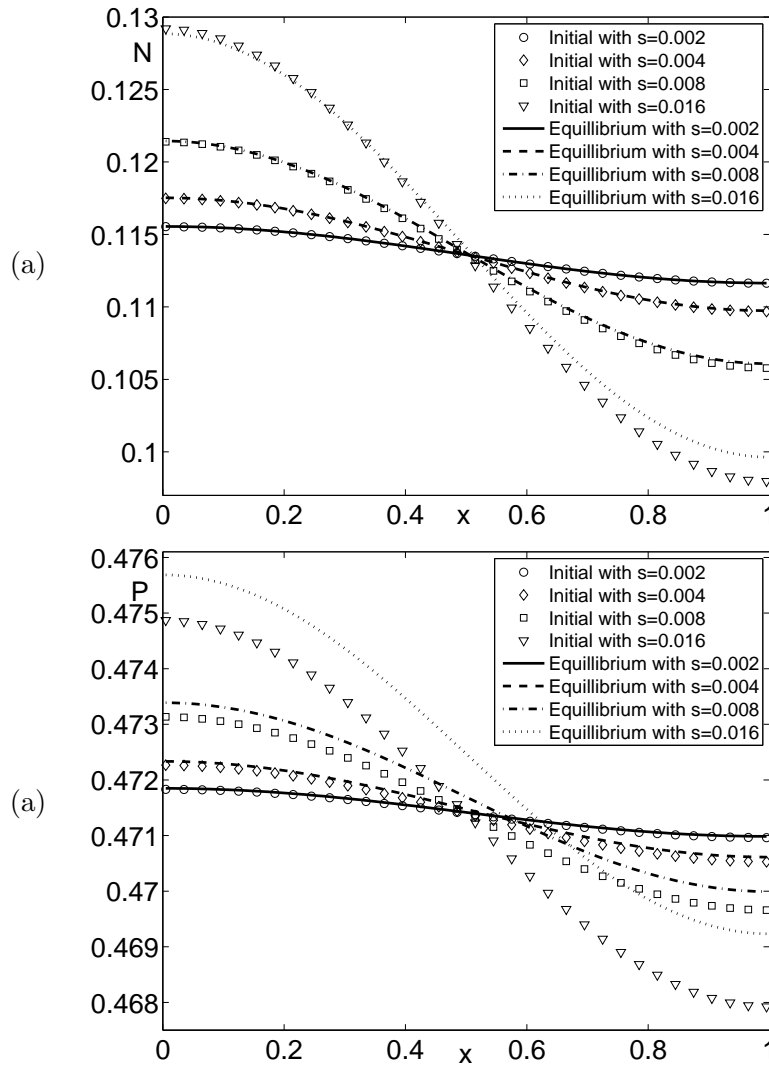 0.13
N
0.125
0.12
0.115
0.11
0.105
0.1
(a)
Initial with s=0.002
Initial with s=0.004
Initial with s=0.008
Initial with s=0.016
Equillibrium with s=0.002
Equillibrium with s=0.004
Equillibrium with s=0.008
Equillibrium with s=0.016
0 0.2 0.4 x 0.6 0.8 1
0.476
P
0.475
0.474
0.473
0.472
0.471
0.47
0.469
0.468
(a)
Initial with s=0.002
Initial with s=0.004
Initial with s=0.008
Initial with s=0.016
Equillibrium with s=0.002
Equillibrium with s=0.004
Equillibrium with s=0.008
Equillibrium with s=0.016
0 0.2 0.4 x 0.6 0.8 1